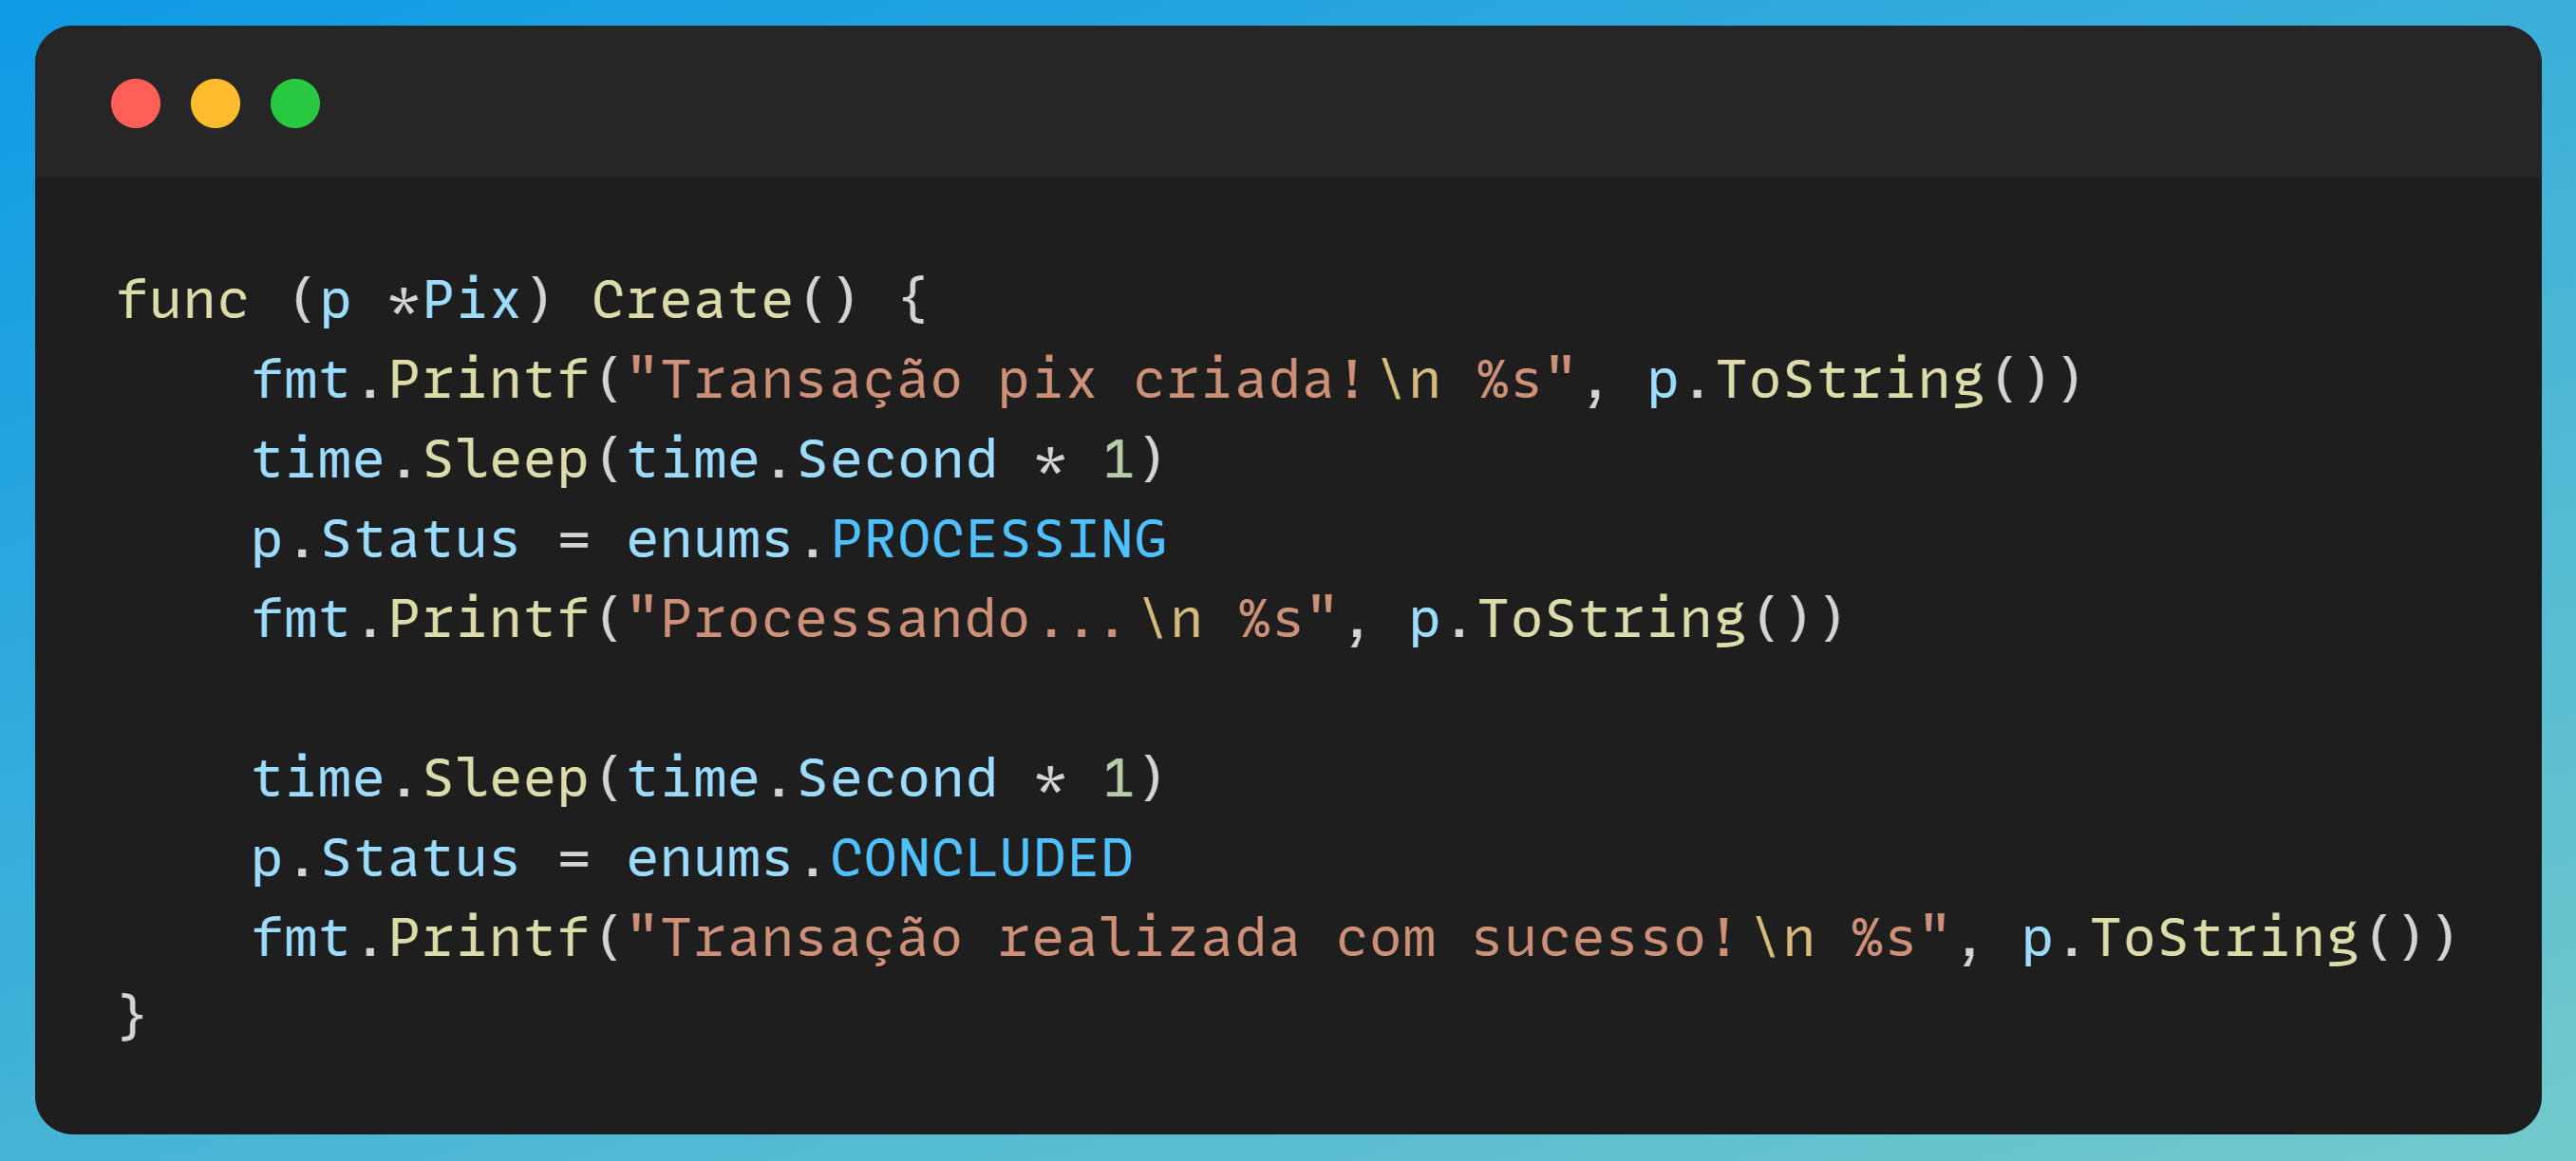 func (p *Pix) Create() {
    fmt.Printf("Transação pix criada!\n %s", p.ToString())
    time.Sleep(time.Second * 1)
    p.Status = enums.PROCESSING
    fmt.Printf("Processando...\n %s", p.ToString())

    time.Sleep(time.Second * 1)
    p.Status = enums.CONCLUDED
    fmt.Printf("Transação realizada com sucesso!\n %s", p.ToString())
}